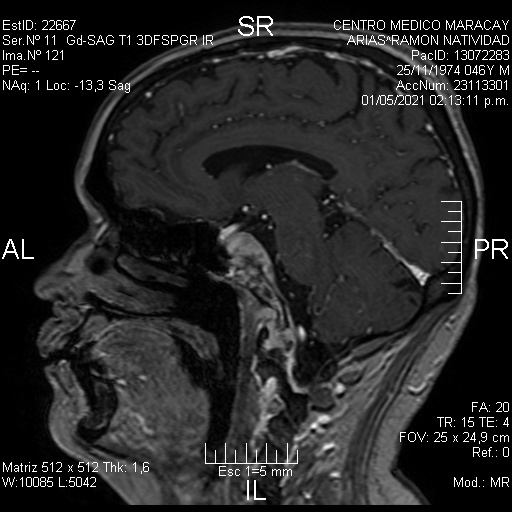 EstID: 22667
Ser.Nº 11 Gd-SAG T1 3DFSPGR IR
Ima.Nº 121
PE= --
NAq: 1 Loc: -13,3 Sag
SR
CENTRO MEDICO MARACAY
ARIAS^RAMON NATIVIDAD
PacID: 13072283
25/11/1974 046Y M
AccNum: 23113301
01/05/2021 02:13:11 p.m.
AL
PR
FA: 20
TR: 15 TE: 4
FOV: 25 x 24,9 cm
Ref.: 0
Matriz 512 x 512 Thk: 1,6
W:10085 L:5042
Esc 1=5 mm
IL
Mod.: MR